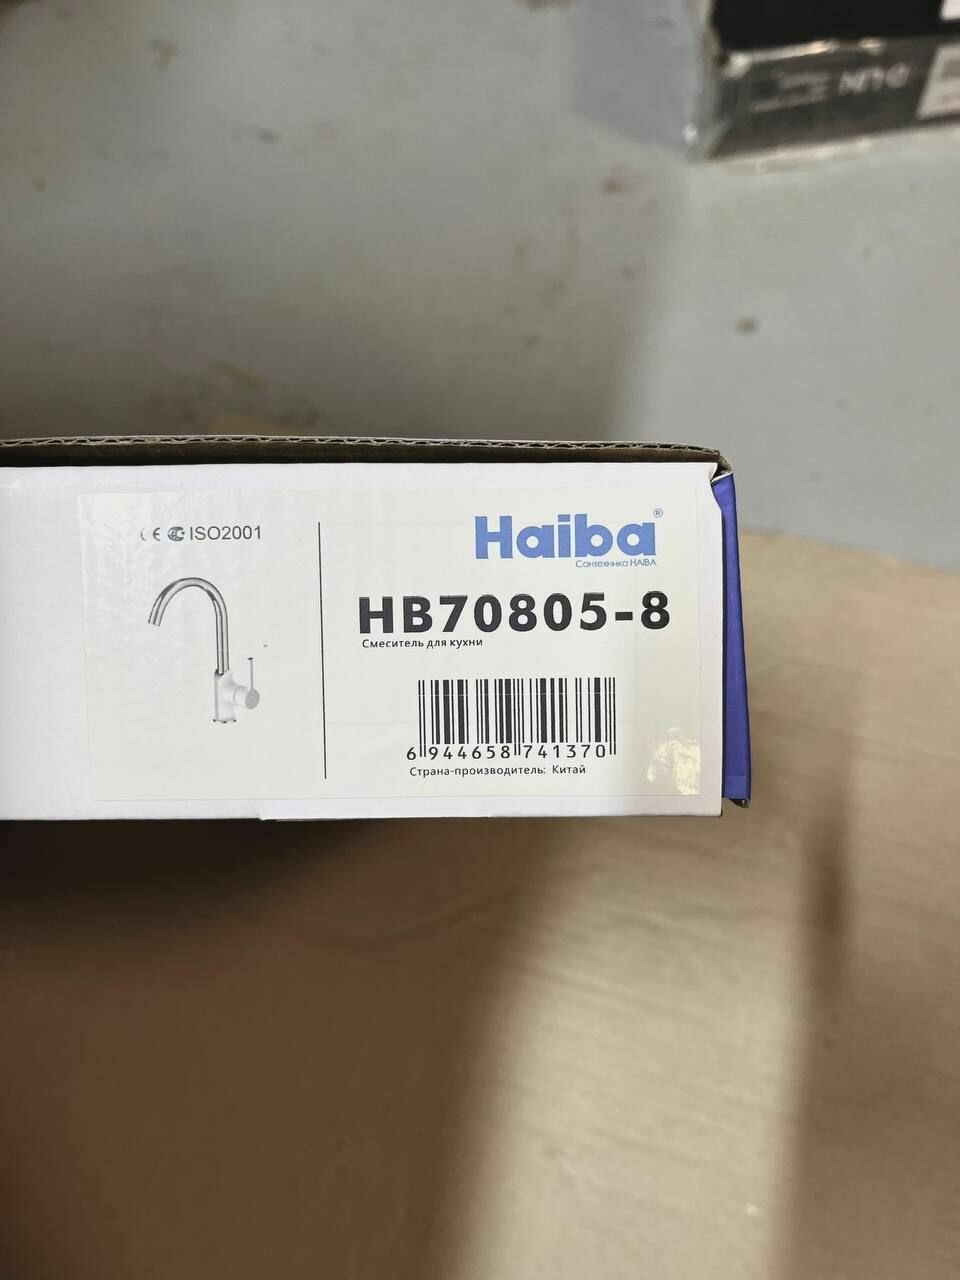 CE ISO2001
Haiba®
Сантехника HAIBA
HB70805-8
Смеситель для кухни
6 944658 741370
Страна-производитель: Китай